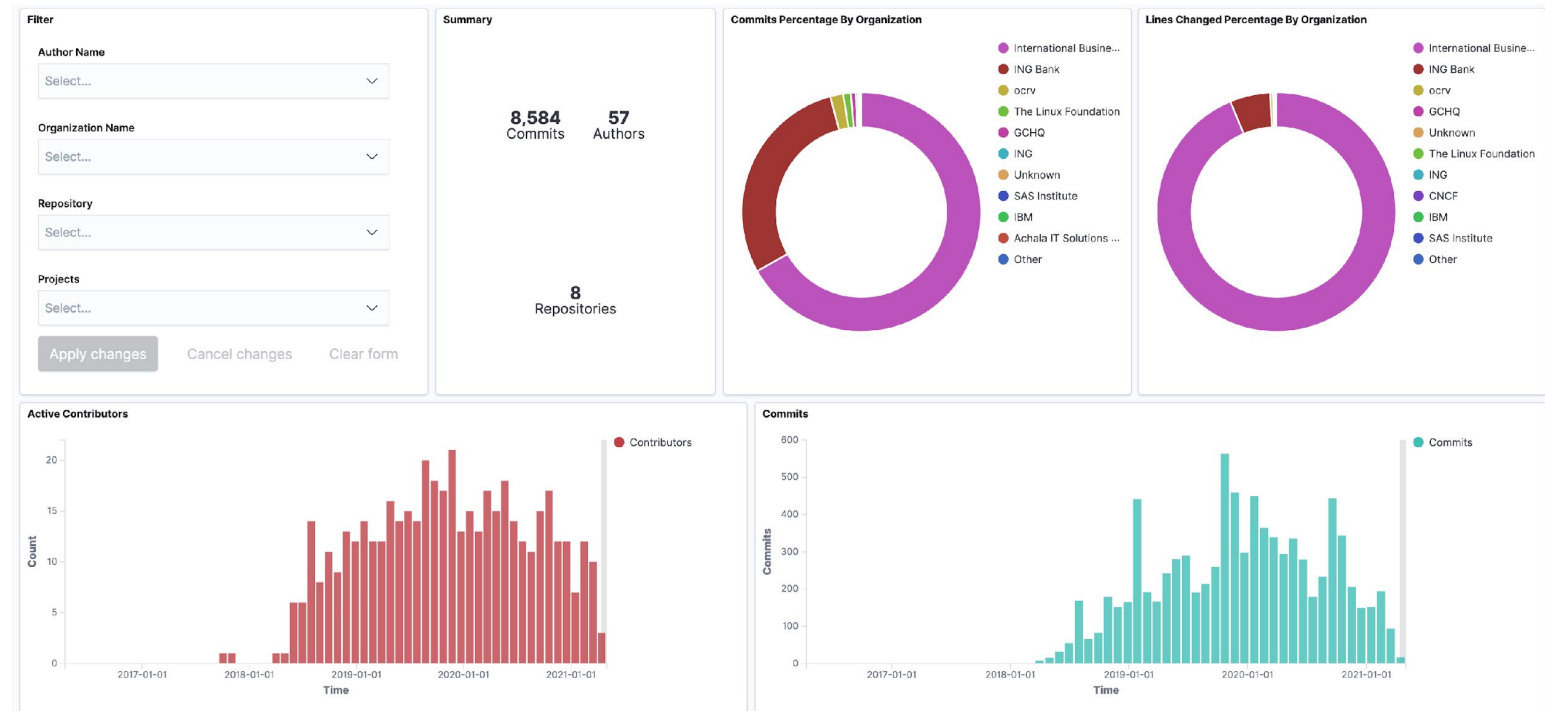 Filter
Author Name
Select...
Organization Name
Select...
Repository
Select...
Projects
Select...
Apply changes Cancel changes Clear form
Summary
8,584 57
Commits Authors
8
Repositories
Commits Percentage By Organization
International Busine...
ING Bank
ocrv
The Linux Foundation
GCHQ
ING
Unknown
SAS Institute
IBM
Achala IT Solutions ...
Other
Lines Changed Percentage By Organization
International Busine...
ING Bank
ocrv
GCHQ
Unknown
The Linux Foundation
ING
CNCF
IBM
SAS Institute
Other
Active Contributors
Contributors
Count
20
15
10
5
0
2017-01-01 2018-01-01 2019-01-01 2020-01-01 2021-01-01
Time
Commits
Commits
Commits
600
500
400
300
200
100
0
2017-01-01 2018-01-01 2019-01-01 2020-01-01 2021-01-01
Time